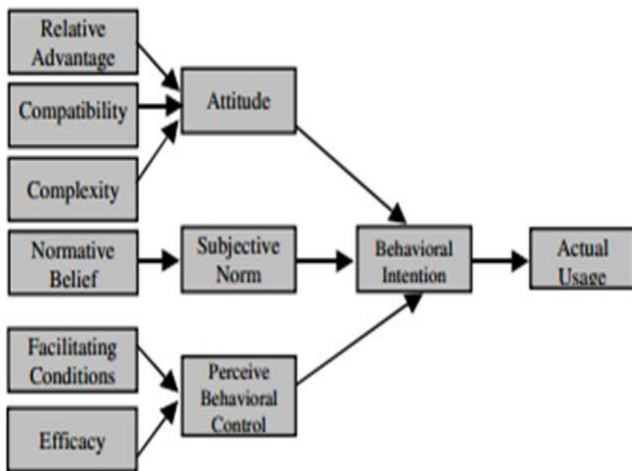 Relative
Advantage
Compatibility
Complexity
Attitude
Normative
Belief
Subjective
Norm
Behavioral
Intention
Actual
Usage
Facilitating
Conditions
Efficacy
Perceive
Behavioral
Control